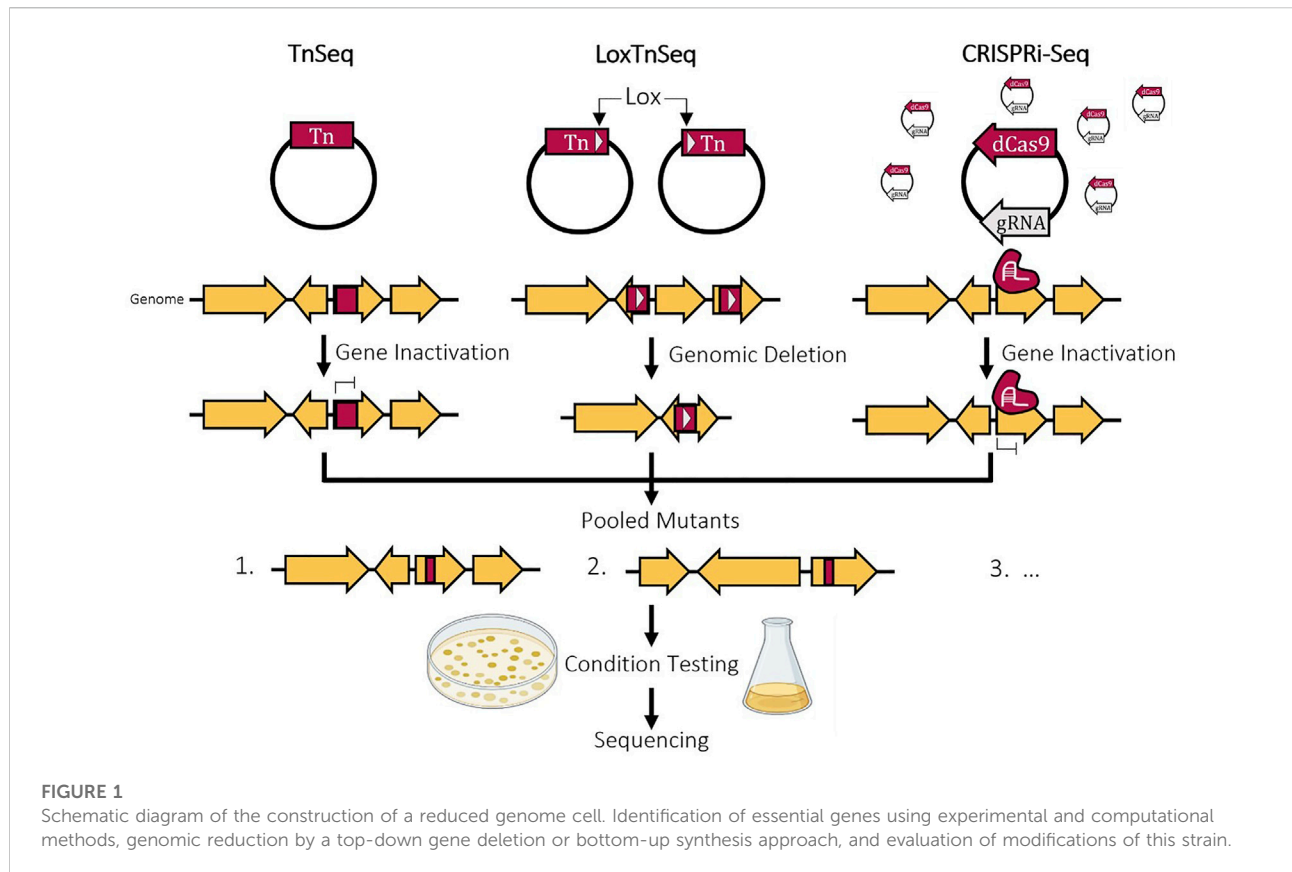 TnSeq
LoxTnSeq
CRISPRi-Seq
Lox
Tn
Tn
Tn
dCas9
gRNA
dCas9
gRNA
dCas9
gRNA
dCas9
gRNA
dCas9
gRNA
dCas9
gRNA
dCas9
gRNA
Genome
Gene Inactivation
Genomic Deletion
Gene Inactivation
Pooled Mutants
1.
2.
3. ...
Condition Testing
Sequencing
FIGURE 1
Schematic diagram of the construction of a reduced genome cell. Identification of essential genes using experimental and computational
methods, genomic reduction by a top-down gene deletion or bottom-up synthesis approach, and evaluation of modifications of this strain.